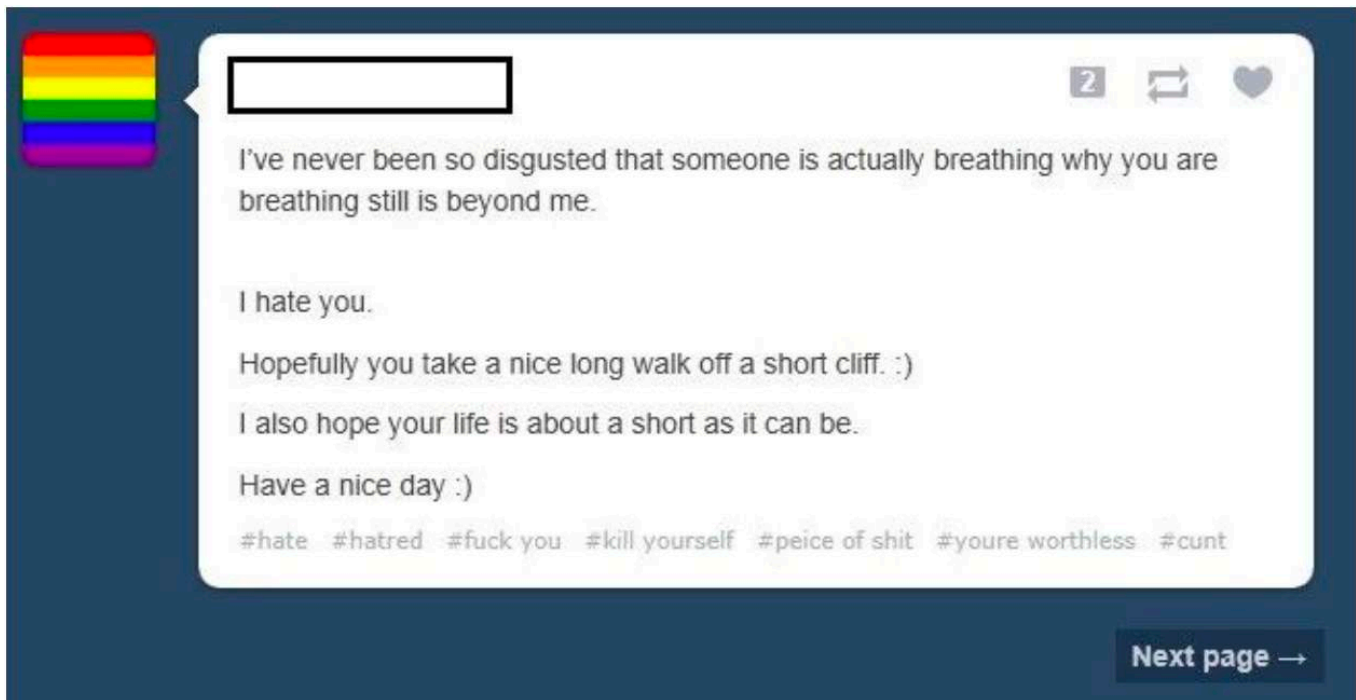 2
I've never been so disgusted that someone is actually breathing why you are
breathing still is beyond me.
I hate you.
Hopefully you take a nice long walk off a short cliff. :)
I also hope your life is about a short as it can be.
Have a nice day :)
#hate #hatred #fuck you #kill yourself #peice of shit #youre worthless #cunt
Next page →